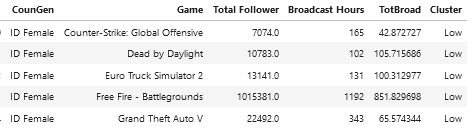 CounGen Game Total Follower Broadcast Hours TotBroad Cluster
ID Female Counter-Strike: Global Offensive 7074.0 165 42.872727 Low
ID Female Dead by Daylight 10783.0 102 105.715686 Low
ID Female Euro Truck Simulator 2 13141.0 131 100.312977 Low
ID Female Free Fire - Battlegrounds 1015381.0 1192 851.829698 Low
ID Female Grand Theft Auto V 22492.0 343 65.574344 Low